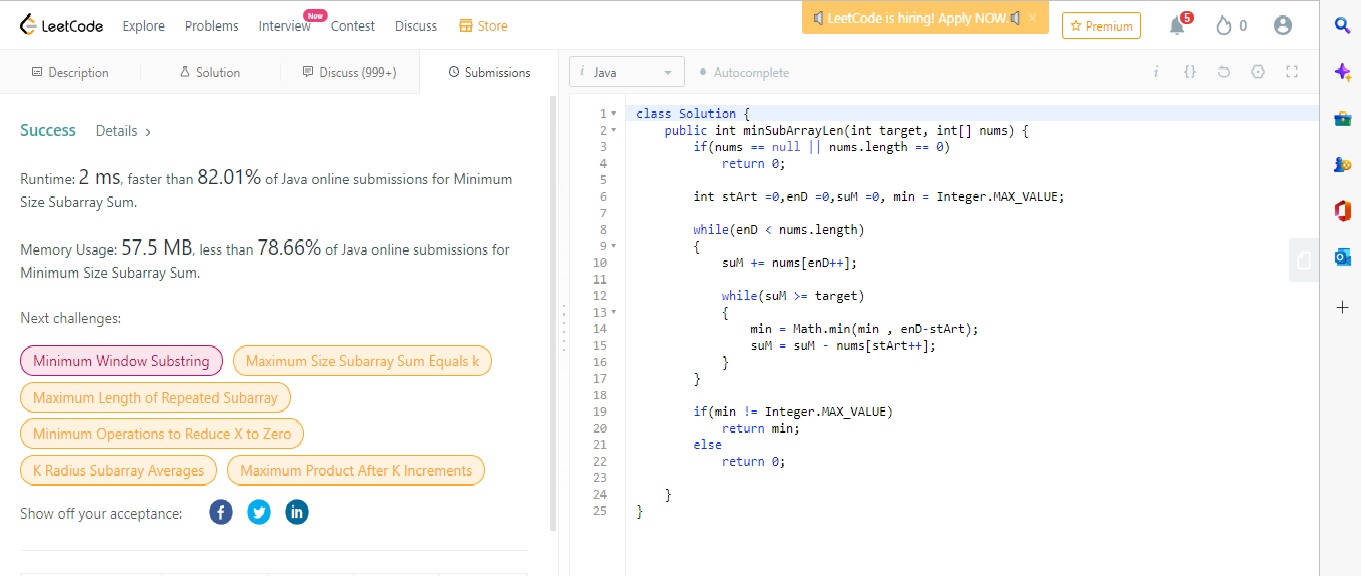 LeetCode Explore Problems Interview New Contest Discuss Store LeetCode is hiring! Apply NOW. × Premium 5 0
Description Solution Discuss (999+) Submissions
Success Details ›
Runtime: 2 ms, faster than 82.01% of Java online submissions for Minimum
Size Subarray Sum.
Memory Usage: 57.5 MB, less than 78.66% of Java online submissions for
Minimum Size Subarray Sum.
Next challenges:
Minimum Window Substring Maximum Size Subarray Sum Equals k
Maximum Length of Repeated Subarray
Minimum Operations to Reduce X to Zero
K Radius Subarray Averages Maximum Product After K Increments
Show off your acceptance: f in
i Java Autocomplete i {}
1 class Solution {
2 public int minSubArrayLen(int target, int[] nums) {
3 if(nums == null || nums.length == 0)
4 return 0;
5
6 int stArt =0,enD =0,suM =0, min = Integer.MAX_VALUE;
7
8 while(enD < nums.length)
9 {
10 suM += nums[enD++];
11
12 while(suM >= target)
13 {
14 min = Math.min(min , enD-stArt);
15 suM = suM - nums[stArt++];
16 }
17 }
18
19 if(min != Integer.MAX_VALUE)
20 return min;
21 else
22 return 0;
23
24 }
25 }